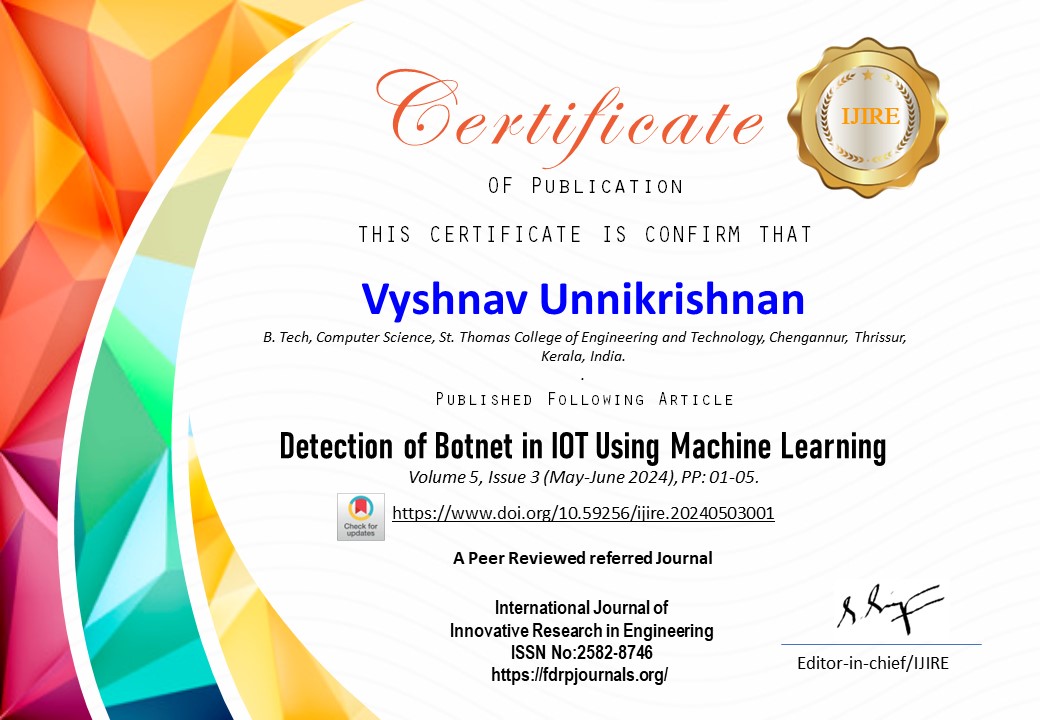 Certificate
IJIRE
OF PUBLICATION
THIS CERTIFICATE IS CONFIRM THAT
Vyshnav Unnikrishnan
B. Tech, Computer Science, St. Thomas College of Engineering and Technology, Chengannur, Thrissur,
Kerala, India.
.
PUBLISHED FOLLOWING ARTICLE
Detection of Botnet in IOT Using Machine Learning
Volume 5, Issue 3 (May-June 2024), PP: 01-05.
Check for
updates
https://www.doi.org/10.59256/ijire.20240503001
A Peer Reviewed referred Journal
International Journal of
Innovative Research in Engineering
ISSN No:2582-8746
https://fdrpjournals.org/
Editor-in-chief/IJIRE